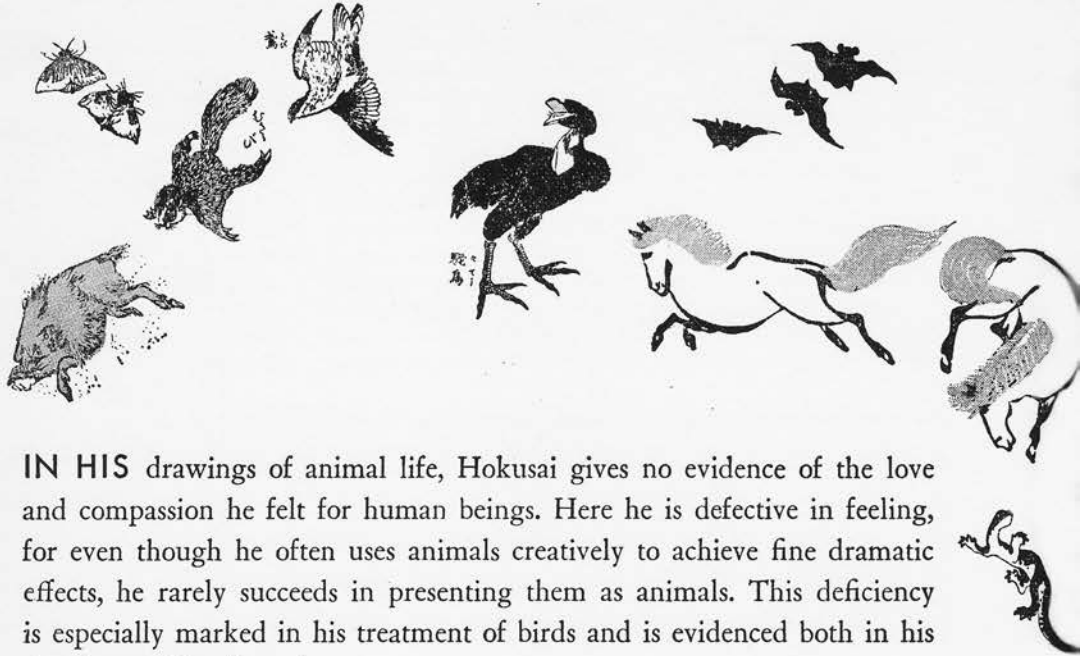 IN HIS drawings of animal life, Hokusai gives no evidence of the love
and compassion he felt for human beings. Here he is defective in feeling,
for even though he often uses animals creatively to achieve fine dramatic
effects, he rarely succeeds in presenting them as animals. This deficiency
is especially marked in his treatment of birds and is evidenced both in his